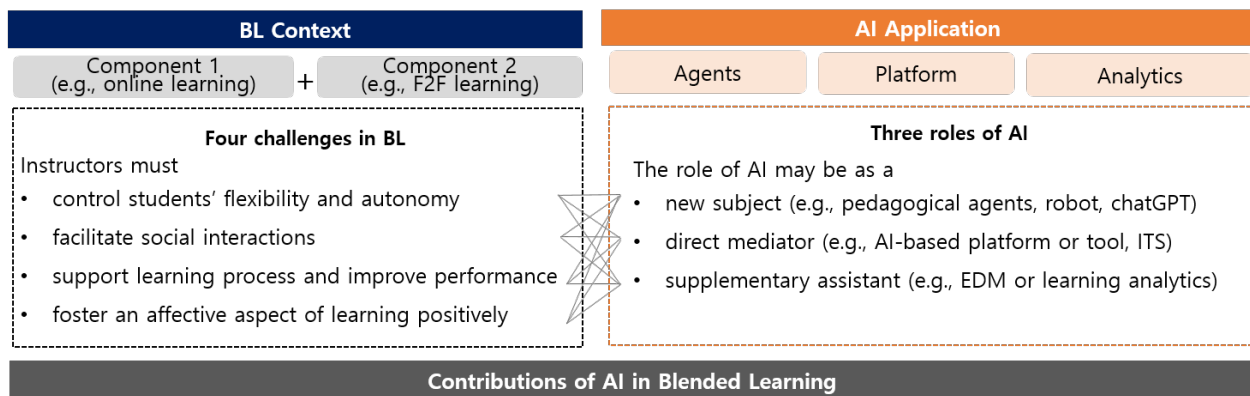 BL Context
Component 1
(e.g., online learning)
+
Component 2
(e.g., F2F learning)
Four challenges in BL
Instructors must
• control students' flexibility and autonomy
• facilitate social interactions
• support learning process and improve performance
• foster an affective aspect of learning positively
AI Application
Agents
Platform
Analytics
Three roles of AI
The role of AI may be as a
• new subject (e.g., pedagogical agents, robot, chatGPT)
• direct mediator (e.g., AI-based platform or tool, ITS)
• supplementary assistant (e.g., EDM or learning analytics)
Contributions of AI in Blended Learning